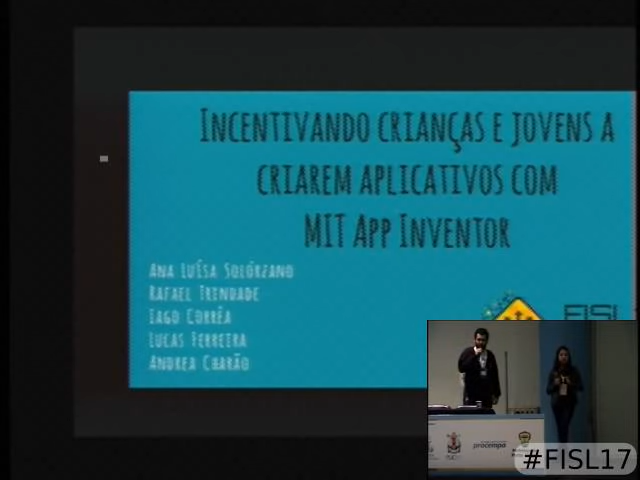 INCENTIVANDO CRIANÇAS E JOVENS A
CRIAREM APLICATIVOS COM
MIT APP INVENTOR
ANA LUÍSA SOLÓRZANO
RAFAEL TRINDADE
IAGO CORRÊA
LUCAS FERREIRA
ANDREA CHARÃO
FISL
procempa
#FISL17